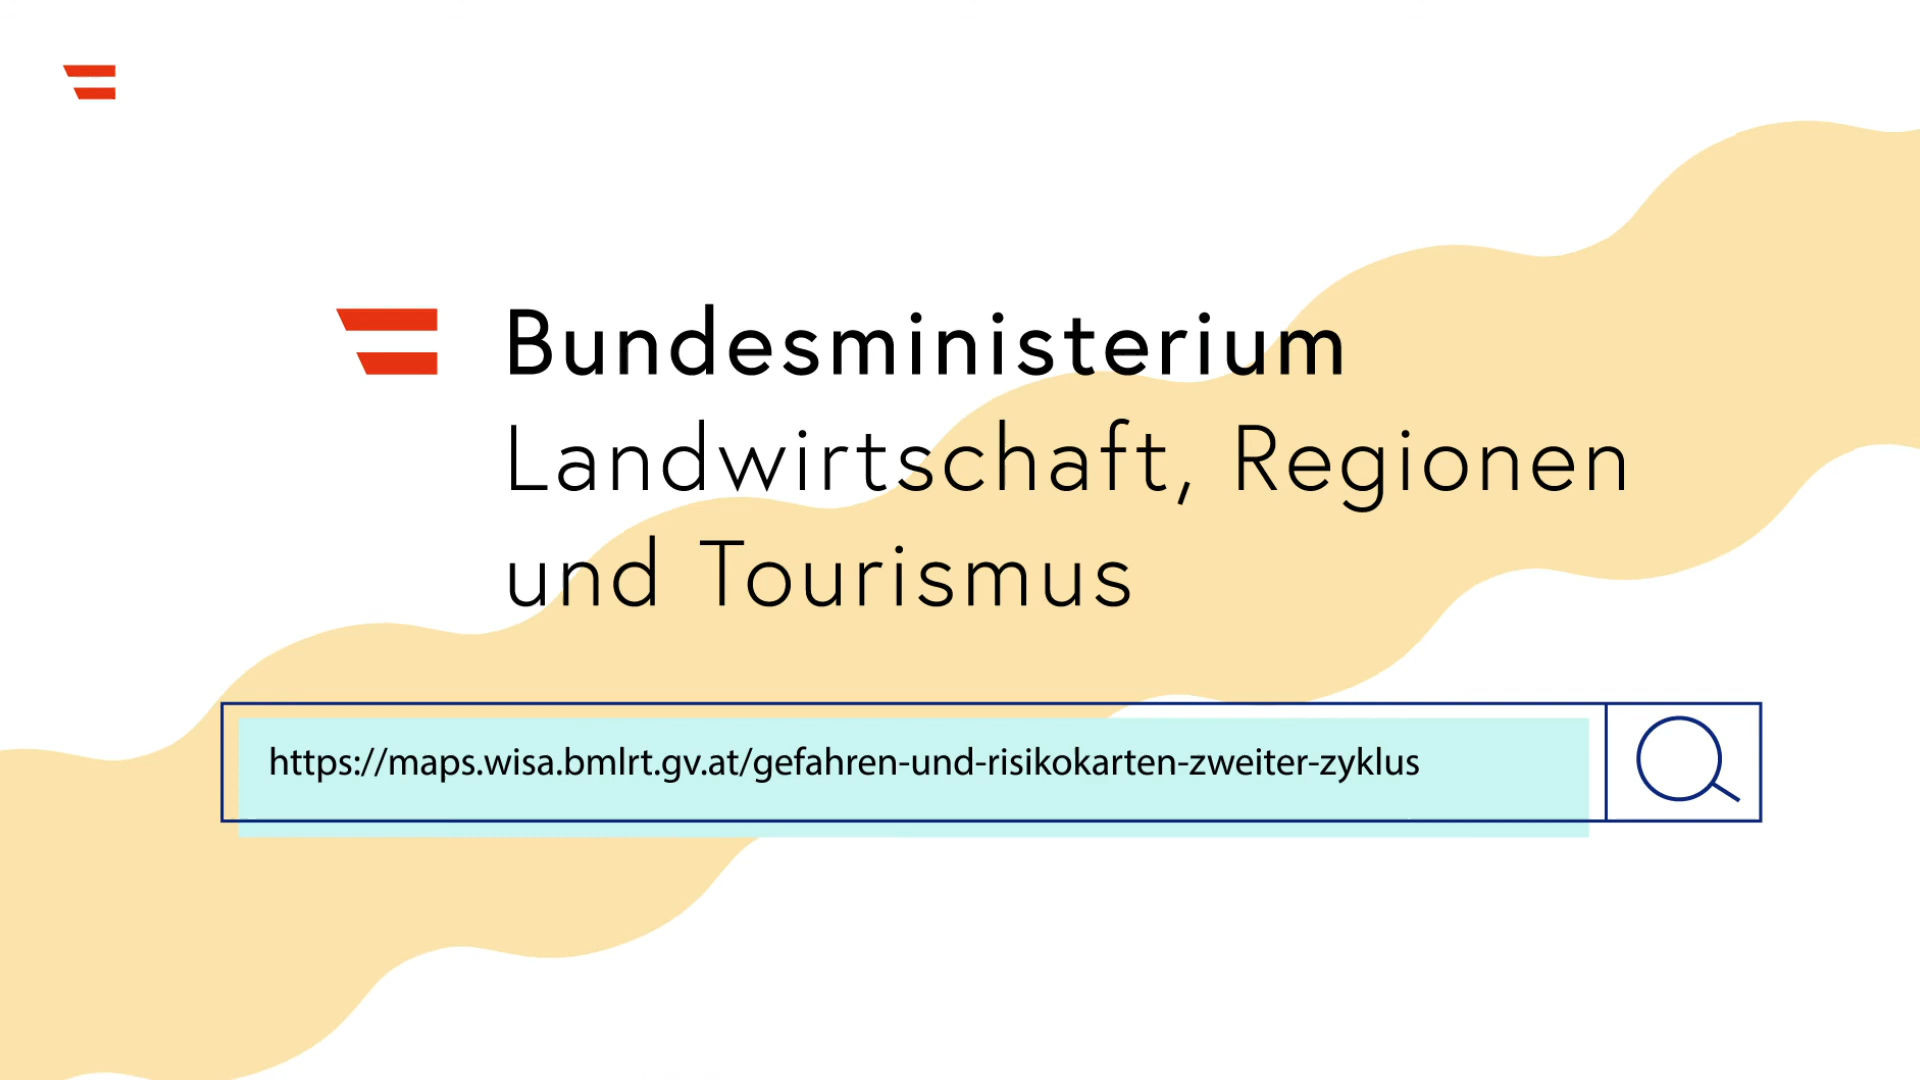 Bundesministerium
Landwirtschaft, Regionen
und Tourismus
https://maps.wisa.bmlrt.gv.at/gefahren-und-risikokarten-zweiter-zyklus